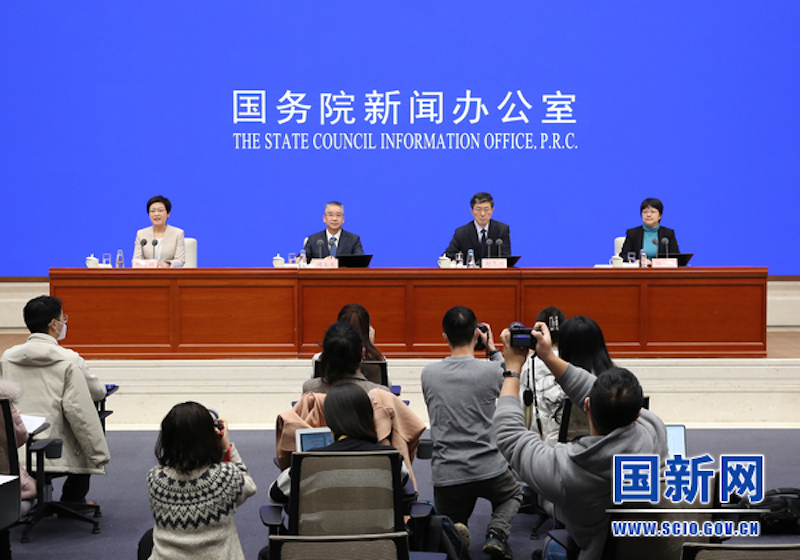 国务院新闻办公室
THE STATE COUNCIL INFORMATION OFFICE, P.R.C.
国新网
WWW.SCIO.GOV.CN